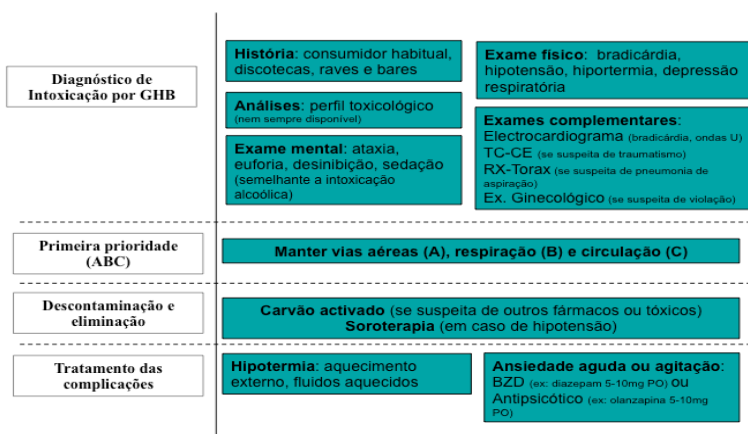 Diagnóstico de
Intoxicação por GHB
História: consumidor habitual,
discotecas, raves e bares
Análises: perfil toxicológico
(nem sempre disponível)
Exame mental: ataxia,
euforia, desinibição, sedação
(semelhante a intoxicação
alcoólica)
Exame físico: bradicárdia,
hipotensão, hiportermia, depressão
respiratória
Exames complementares:
Electrocardiograma (bradicárdia, ondas U)
TC-CE (se suspeita de traumatismo)
RX-Torax (se suspeita de pneumonia de
aspiração)
Ex. Ginecológico (se suspeita de violação)
Primeira prioridade
(ABC)
Manter vias aéreas (A), respiração (B) e circulação (C)
Descontaminação e
eliminação
Carvão activado (se suspeita de outros fármacos ou tóxicos)
Soroterapia (em caso de hipotensão)
Tratamento das
complicações
Hipotermia: aquecimento
externo, fluidos aquecidos
Ansiedade aguda ou agitação:
BZD (ex: diazepam 5-10mg PO) ou
Antipsicótico (ex: olanzapina 5-10mg
PO)